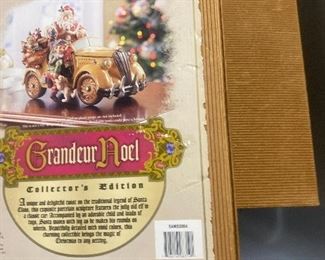 Grandeur Noel
Collector's Edition
A unique and delightful twist on the traditional legend of Santa
Claus, this exquisite porcelain sculpture features the jolly old elf in
a classic car. Accompanied by an adorable child and loads of
toys, Santa waves with joy as he makes his rounds on
worth. Beautifully detailed with vivid colors, this
charming collectible brings the magic of
Christmas to any setting.